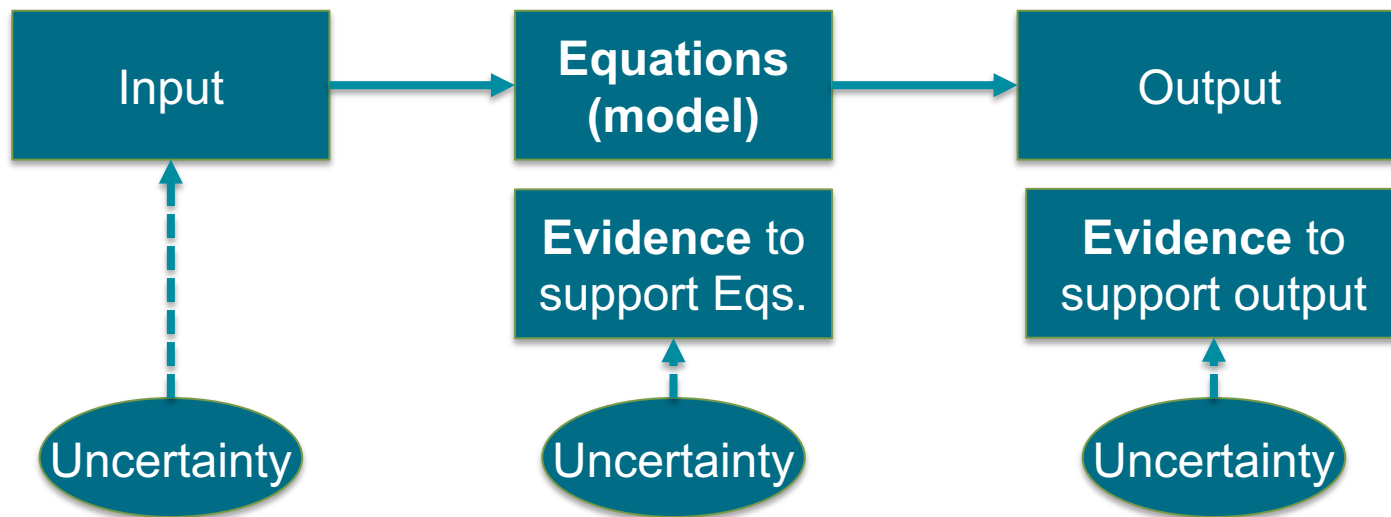 Input
Equations
(model)
Output
Evidence to
support Eqs.
Evidence to
support output
Uncertainty
Uncertainty
Uncertainty